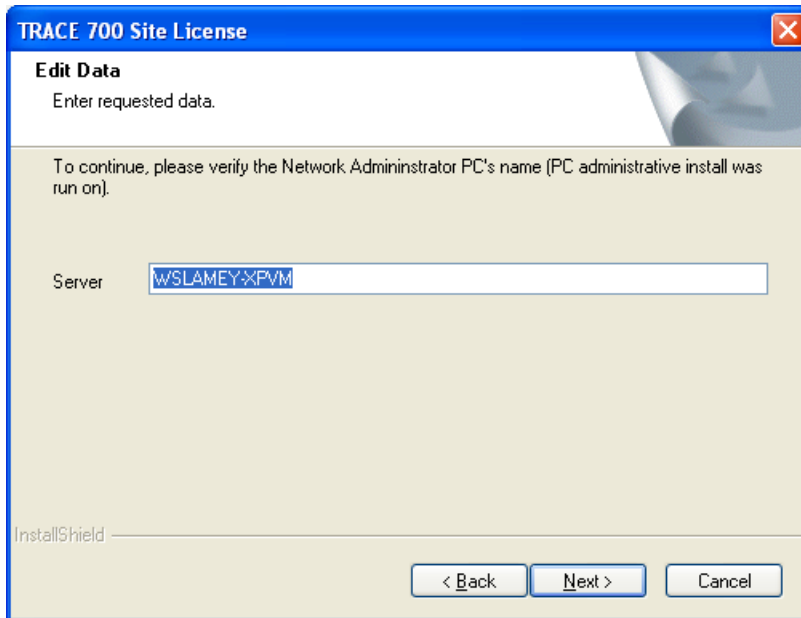 TRACE 700 Site License
Edit Data
Enter requested data.
To continue, please verify the Network Admininstrator PC's name (PC administrative install was
run on).
Server WSLAMEY-XPVM
InstallShield
< Back Next > Cancel